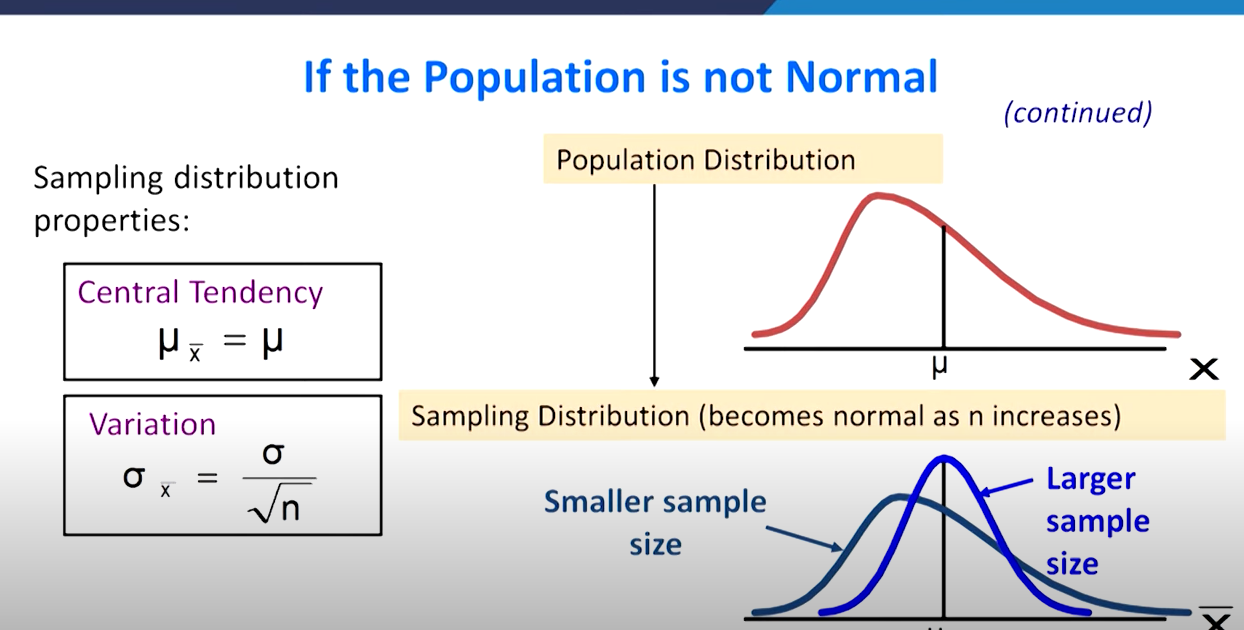 If the Population is not Normal
(continued)
Sampling distribution
properties:
Central Tendency
μ x̄ = μ
Variation
σ x̄ = σ / √n
Population Distribution
μ
X
Sampling Distribution (becomes normal as n increases)
Smaller sample
size
Larger
sample
size
X̄